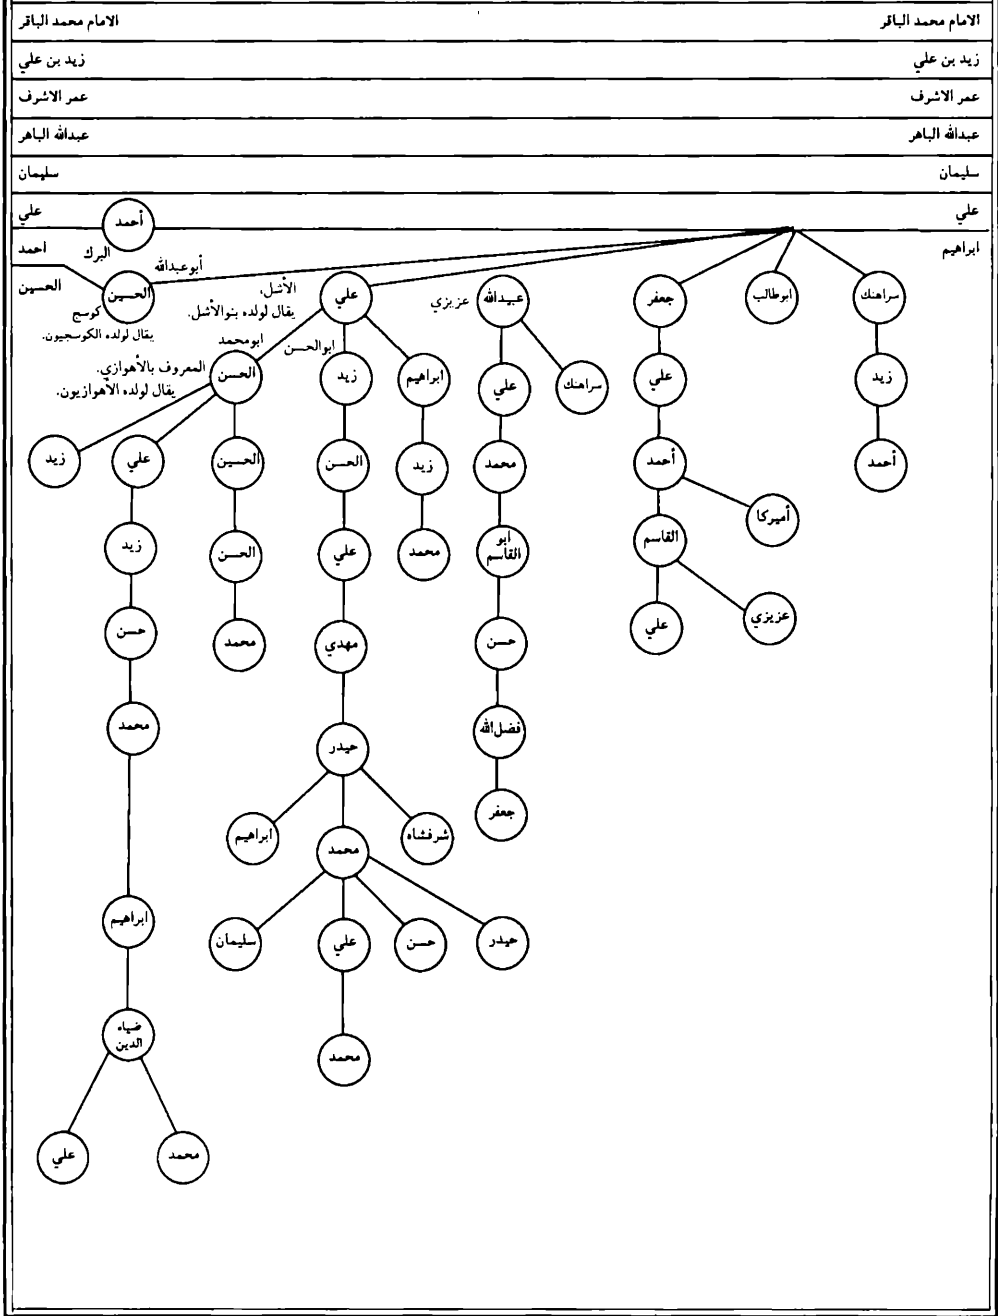 الامام محمد الباقر الامام محمد الباقر
زيد بن علي زيد بن علي
عمر الاشرف عمر الاشرف
عبدالله الباهر عبدالله الباهر
سليمان سليمان
علي أحمد علي
ابراهيم البرك احمد
سراهنك ابوطالب جعفر عبيدالله عزيزي علي الأشل، أبوعبدالله الحسين الحسين
يقال لولده بنوالأشل. كوسج
يقال لولده الكوسجيون.
زيد علي سراهنك علي ابراهيم ابوالحسن زيد ابومحمد الحسن المعروف بالأهوازي.
يقال لولده الأهوازيون.
أحمد أحمد محمد زيد الحسن الحسين علي زيد
أميركا القاسم ابو القاسم محمد علي الحسن زيد
عزيزي علي حسن مهدي محمد حسن
فضل الله حيدر محمد
جعفر شرفشاه محمد ابراهيم
حيدر حسن علي سليمان ابراهيم
محمد ضياء الدين
محمد علي